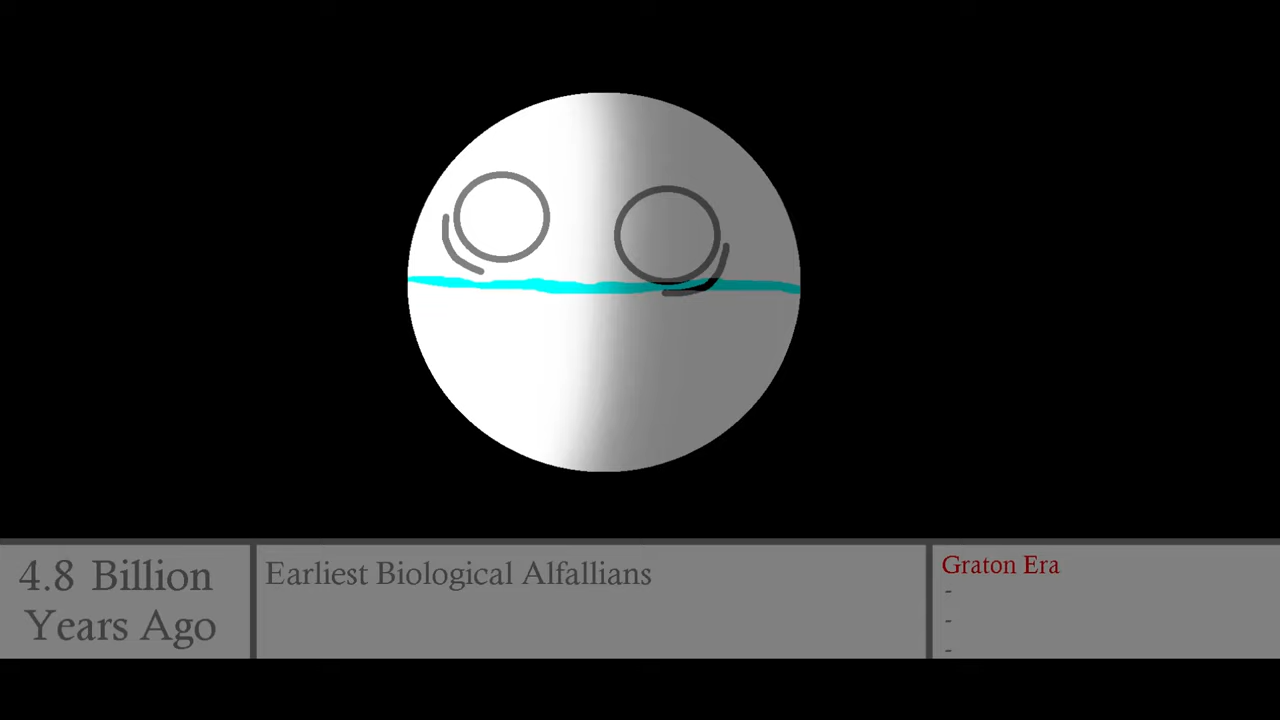 4.8 Billion
Years Ago
Earliest Biological Alfallians
Graton Era
-
-
-